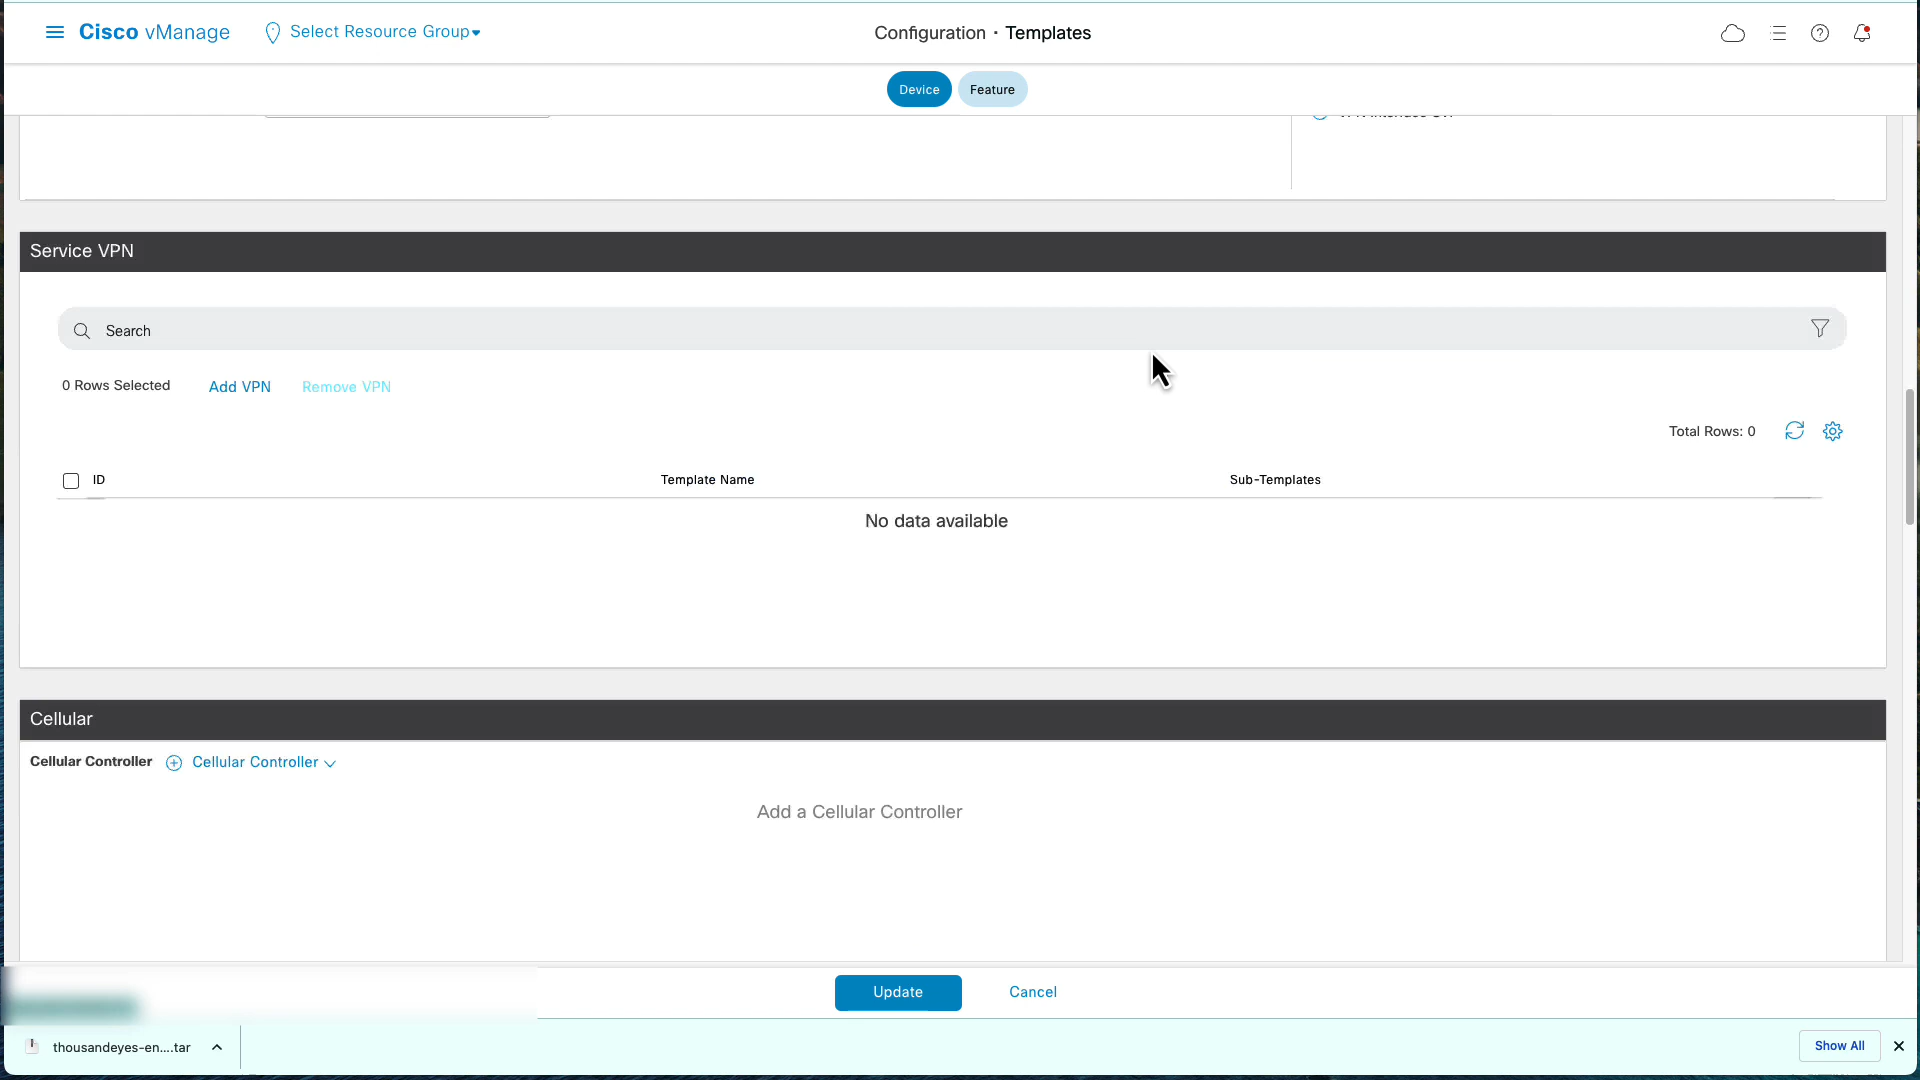 Cisco vManage
Select Resource Group
Configuration · Templates
Device
Feature
Service VPN
Search
0 Rows Selected
Add VPN
Remove VPN
Total Rows: 0
ID
Template Name
Sub-Templates
No data available
Cellular
Cellular Controller
Cellular Controller
Add a Cellular Controller
Update
Cancel
thousandeyes-en....tar
Show All